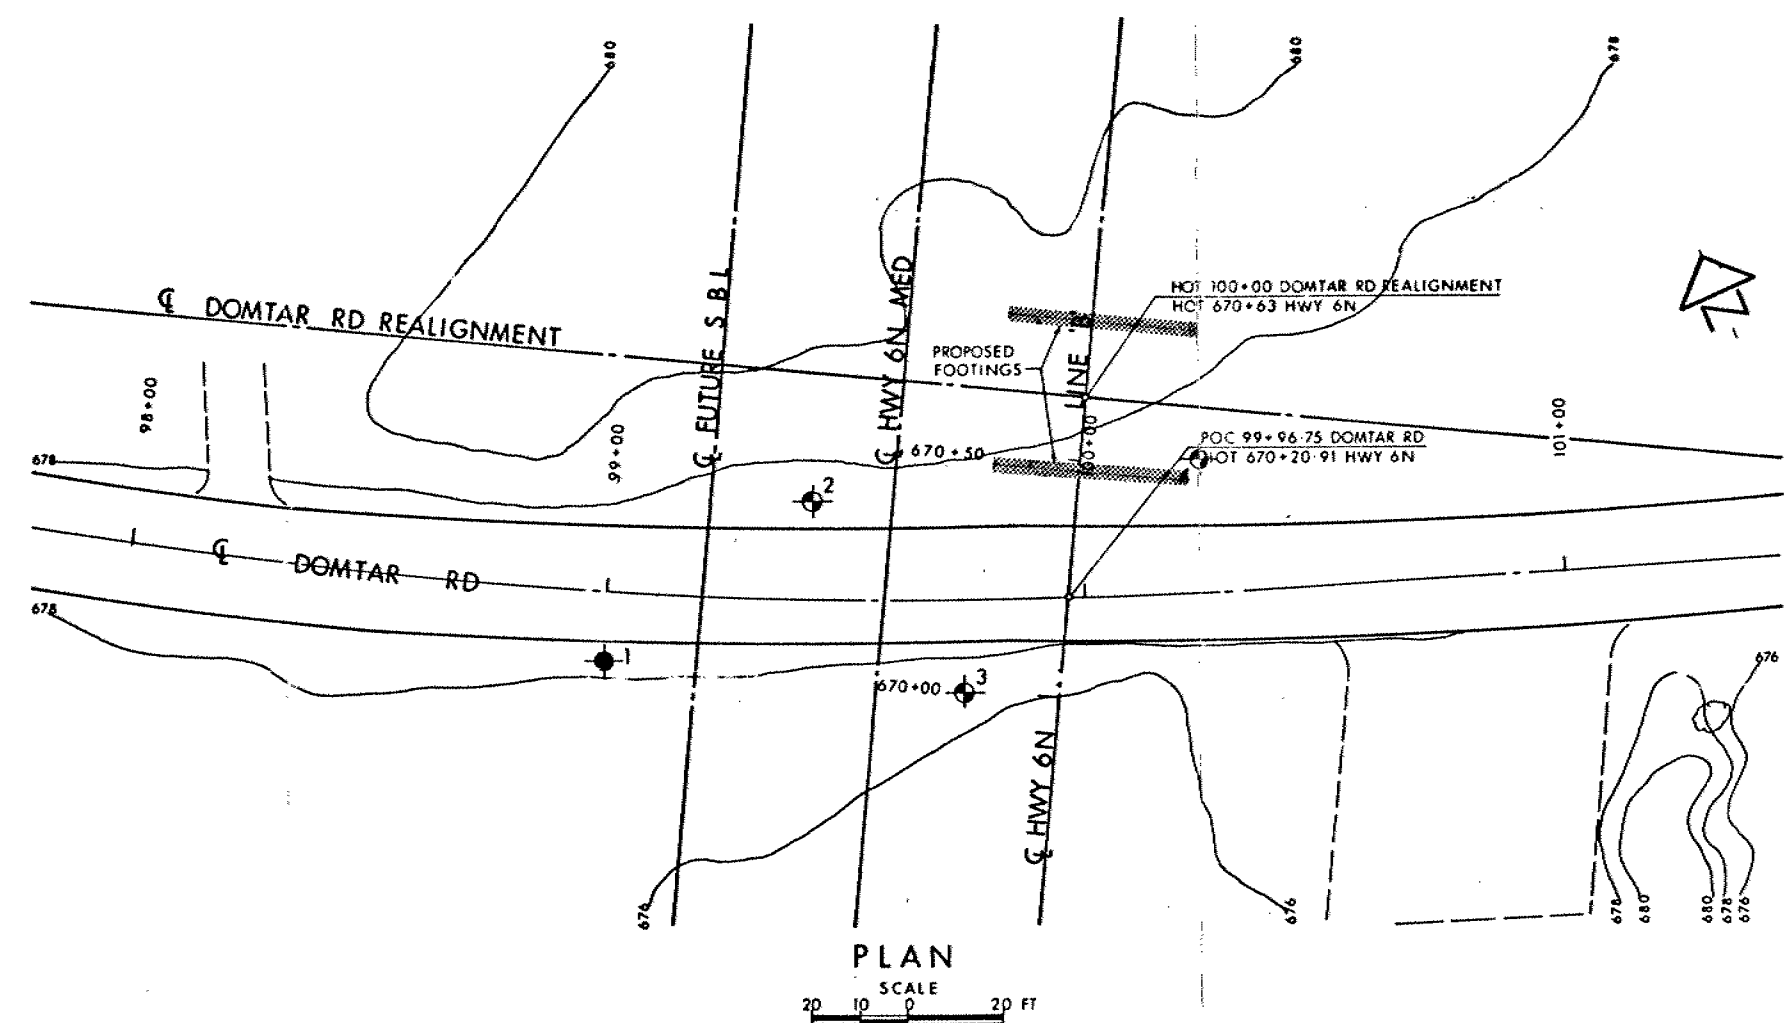 680
680
678
℄ DOMTAR RD REALIGNMENT
℄ FUTURE S B L
℄ HWY 6N MED
LINE 'B'
HOT 100+00 DOMTAR RD REALIGNMENT
HOT 670+63 HWY 6N
PROPOSED
FOOTINGS
98+00
99+00
100+00
101+00
POC 99+96·75 DOMTAR RD
HOT 670+20·91 HWY 6N
670+50
678
2
℄ DOMTAR RD
678
1
670+00
3
676
℄ HWY 6N
676
676
678
680
680
678
676
PLAN
SCALE
20 10 0 20 FT